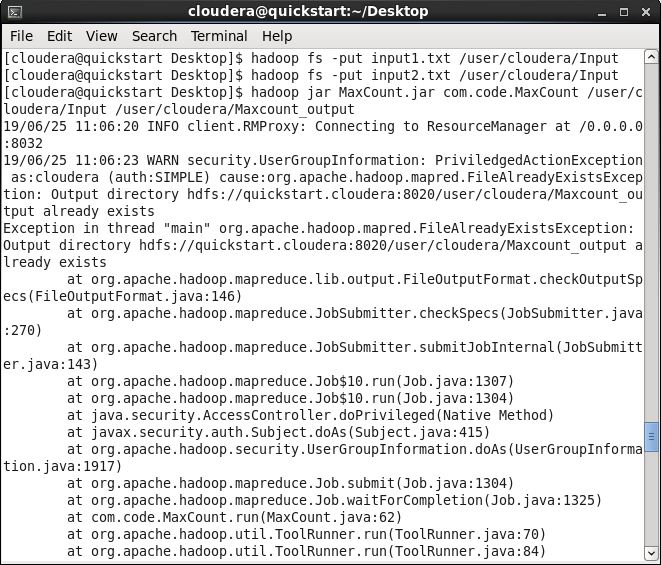 cloudera@quickstart:~/Desktop
File Edit View Search Terminal Help
[cloudera@quickstart Desktop]$ hadoop fs -put input1.txt /user/cloudera/Input
[cloudera@quickstart Desktop]$ hadoop fs -put input2.txt /user/cloudera/Input
[cloudera@quickstart Desktop]$ hadoop jar MaxCount.jar com.code.MaxCount /user/c
loudera/Input /user/cloudera/Maxcount_output
19/06/25 11:06:20 INFO client.RMProxy: Connecting to ResourceManager at /0.0.0.0
:8032
19/06/25 11:06:23 WARN security.UserGroupInformation: PriviledgedActionException
 as:cloudera (auth:SIMPLE) cause:org.apache.hadoop.mapred.FileAlreadyExistsExcep
tion: Output directory hdfs://quickstart.cloudera:8020/user/cloudera/Maxcount_ou
tput already exists
Exception in thread "main" org.apache.hadoop.mapred.FileAlreadyExistsException:
Output directory hdfs://quickstart.cloudera:8020/user/cloudera/Maxcount_output a
lready exists
        at org.apache.hadoop.mapreduce.lib.output.FileOutputFormat.checkOutputSp
ecs(FileOutputFormat.java:146)
        at org.apache.hadoop.mapreduce.JobSubmitter.checkSpecs(JobSubmitter.java
:270)
        at org.apache.hadoop.mapreduce.JobSubmitter.submitJobInternal(JobSubmitt
er.java:143)
        at org.apache.hadoop.mapreduce.Job$10.run(Job.java:1307)
        at org.apache.hadoop.mapreduce.Job$10.run(Job.java:1304)
        at java.security.AccessController.doPrivileged(Native Method)
        at javax.security.auth.Subject.doAs(Subject.java:415)
        at org.apache.hadoop.security.UserGroupInformation.doAs(UserGroupInforma
tion.java:1917)
        at org.apache.hadoop.mapreduce.Job.submit(Job.java:1304)
        at org.apache.hadoop.mapreduce.Job.waitForCompletion(Job.java:1325)
        at com.code.MaxCount.run(MaxCount.java:62)
        at org.apache.hadoop.util.ToolRunner.run(ToolRunner.java:70)
        at org.apache.hadoop.util.ToolRunner.run(ToolRunner.java:84)